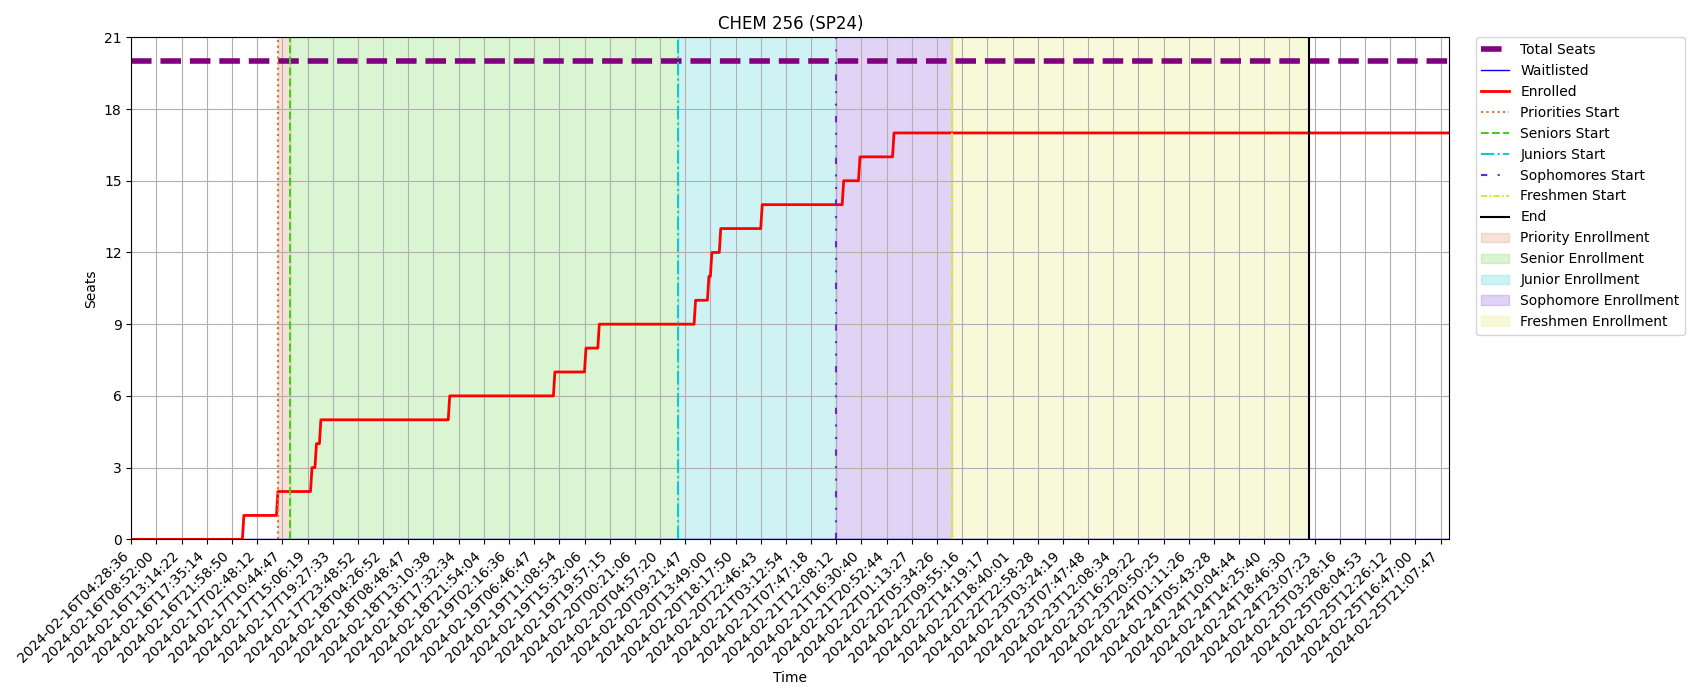 CHEM 256 (SP24)
21
18
15
12
9
6
3
0
Seats
2024-02-16T04:28:36
2024-02-16T08:52:00
2024-02-16T13:14:22
2024-02-16T17:35:14
2024-02-16T21:58:50
2024-02-17T02:48:12
2024-02-17T10:44:47
2024-02-17T15:06:19
2024-02-17T19:27:33
2024-02-17T23:48:52
2024-02-18T04:26:52
2024-02-18T08:48:47
2024-02-18T13:10:38
2024-02-18T17:32:34
2024-02-18T21:54:04
2024-02-19T02:16:36
2024-02-19T06:46:47
2024-02-19T11:08:54
2024-02-19T15:32:06
2024-02-19T19:57:15
2024-02-20T00:21:06
2024-02-20T04:57:20
2024-02-20T09:21:47
2024-02-20T13:49:00
2024-02-20T18:17:50
2024-02-20T22:46:43
2024-02-21T03:12:54
2024-02-21T07:47:18
2024-02-21T12:08:12
2024-02-21T16:30:40
2024-02-21T20:52:44
2024-02-22T01:13:27
2024-02-22T05:34:26
2024-02-22T09:55:16
2024-02-22T14:19:17
2024-02-22T18:40:01
2024-02-22T22:58:28
2024-02-23T03:24:19
2024-02-23T07:47:48
2024-02-23T12:08:34
2024-02-23T16:29:22
2024-02-23T20:50:25
2024-02-24T01:11:26
2024-02-24T05:43:28
2024-02-24T10:04:44
2024-02-24T14:25:40
2024-02-24T18:46:30
2024-02-24T23:07:23
2024-02-25T03:28:16
2024-02-25T08:04:53
2024-02-25T12:26:12
2024-02-25T16:47:00
2024-02-25T21:07:47
Time
Total Seats
Waitlisted
Enrolled
Priorities Start
Seniors Start
Juniors Start
Sophomores Start
Freshmen Start
End
Priority Enrollment
Senior Enrollment
Junior Enrollment
Sophomore Enrollment
Freshmen Enrollment